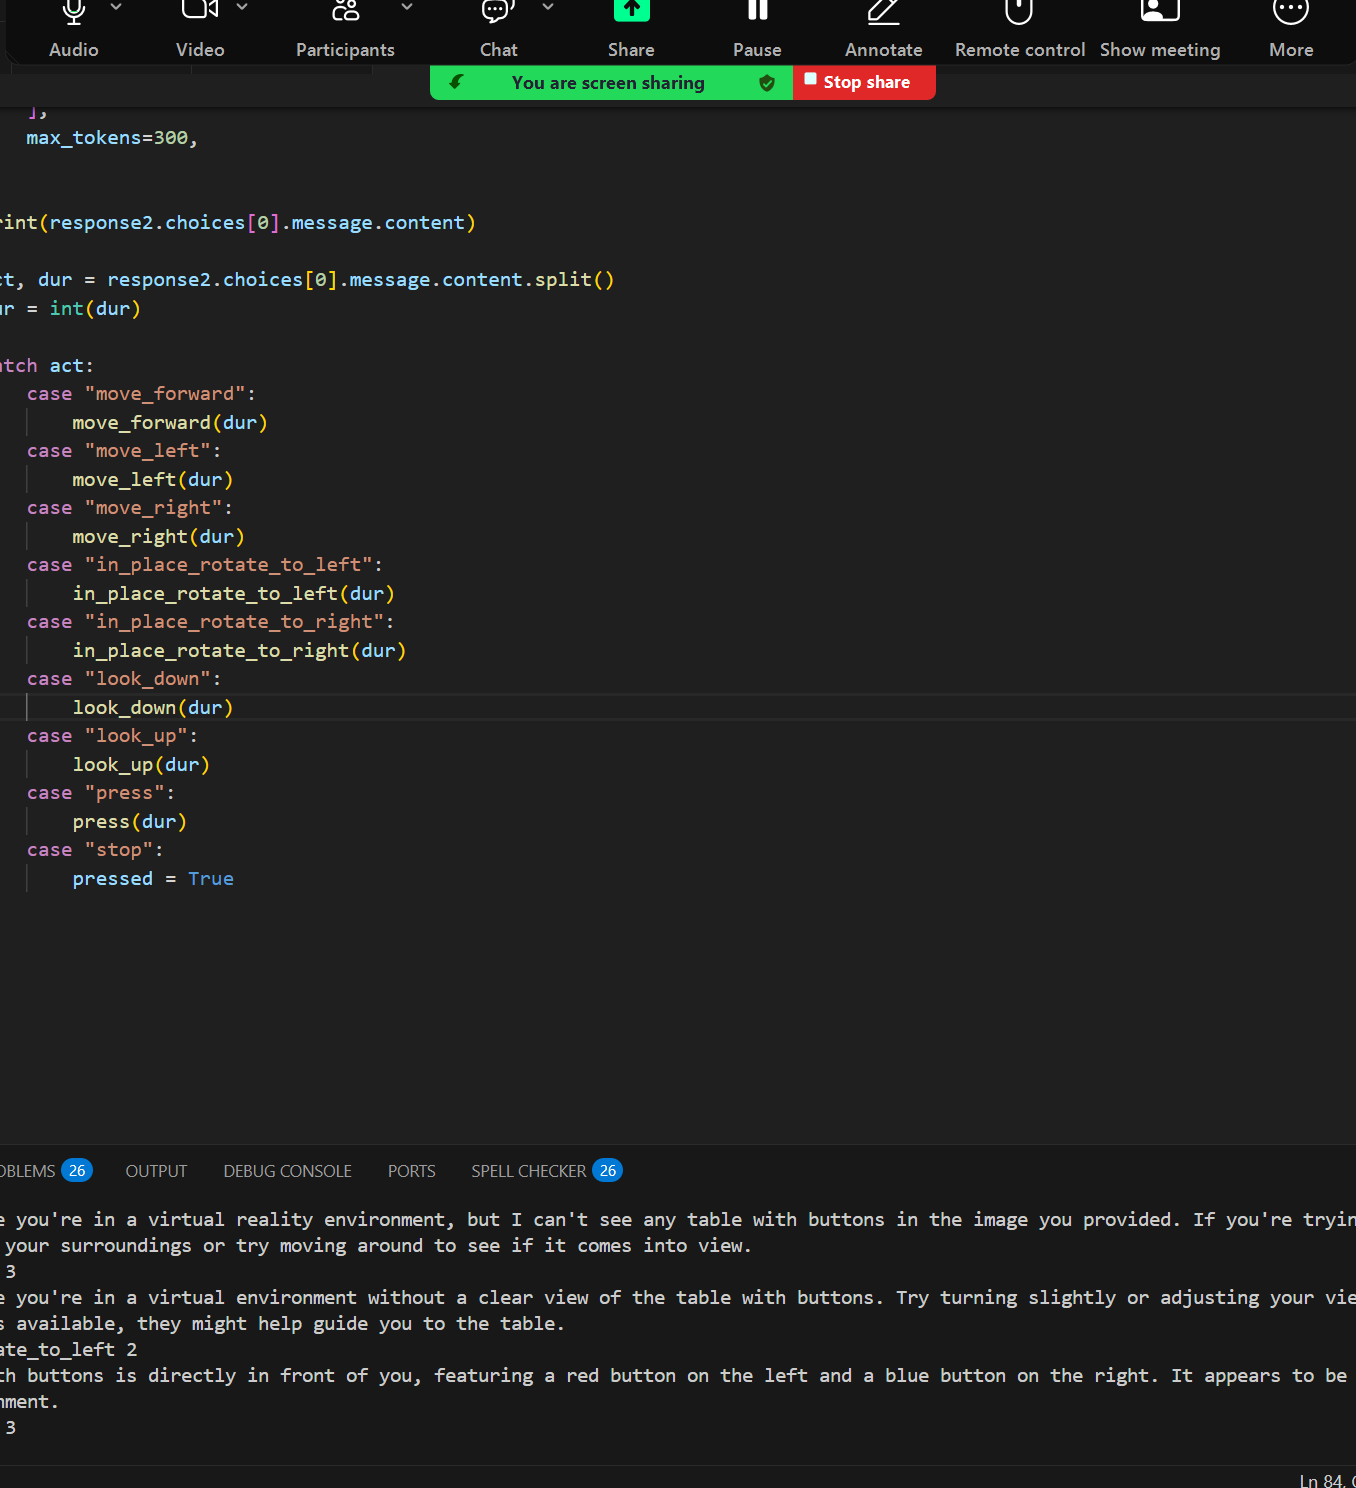 Audio Video Participants Chat Share Pause Annotate Remote control Show meeting More
You are screen sharing Stop share
],
max_tokens=300,
rint(response2.choices[0].message.content)
ct, dur = response2.choices[0].message.content.split()
ur = int(dur)
atch act:
case "move_forward":
move_forward(dur)
case "move_left":
move_left(dur)
case "move_right":
move_right(dur)
case "in_place_rotate_to_left":
in_place_rotate_to_left(dur)
case "in_place_rotate_to_right":
in_place_rotate_to_right(dur)
case "look_down":
look_down(dur)
case "look_up":
look_up(dur)
case "press":
press(dur)
case "stop":
pressed = True
OBLEMS 26 OUTPUT DEBUG CONSOLE PORTS SPELL CHECKER 26
e you're in a virtual reality environment, but I can't see any table with buttons in the image you provided. If you're tryin
your surroundings or try moving around to see if it comes into view.
3
e you're in a virtual environment without a clear view of the table with buttons. Try turning slightly or adjusting your vie
s available, they might help guide you to the table.
ate_to_left 2
th buttons is directly in front of you, featuring a red button on the left and a blue button on the right. It appears to be
nment.
3
Ln 84,